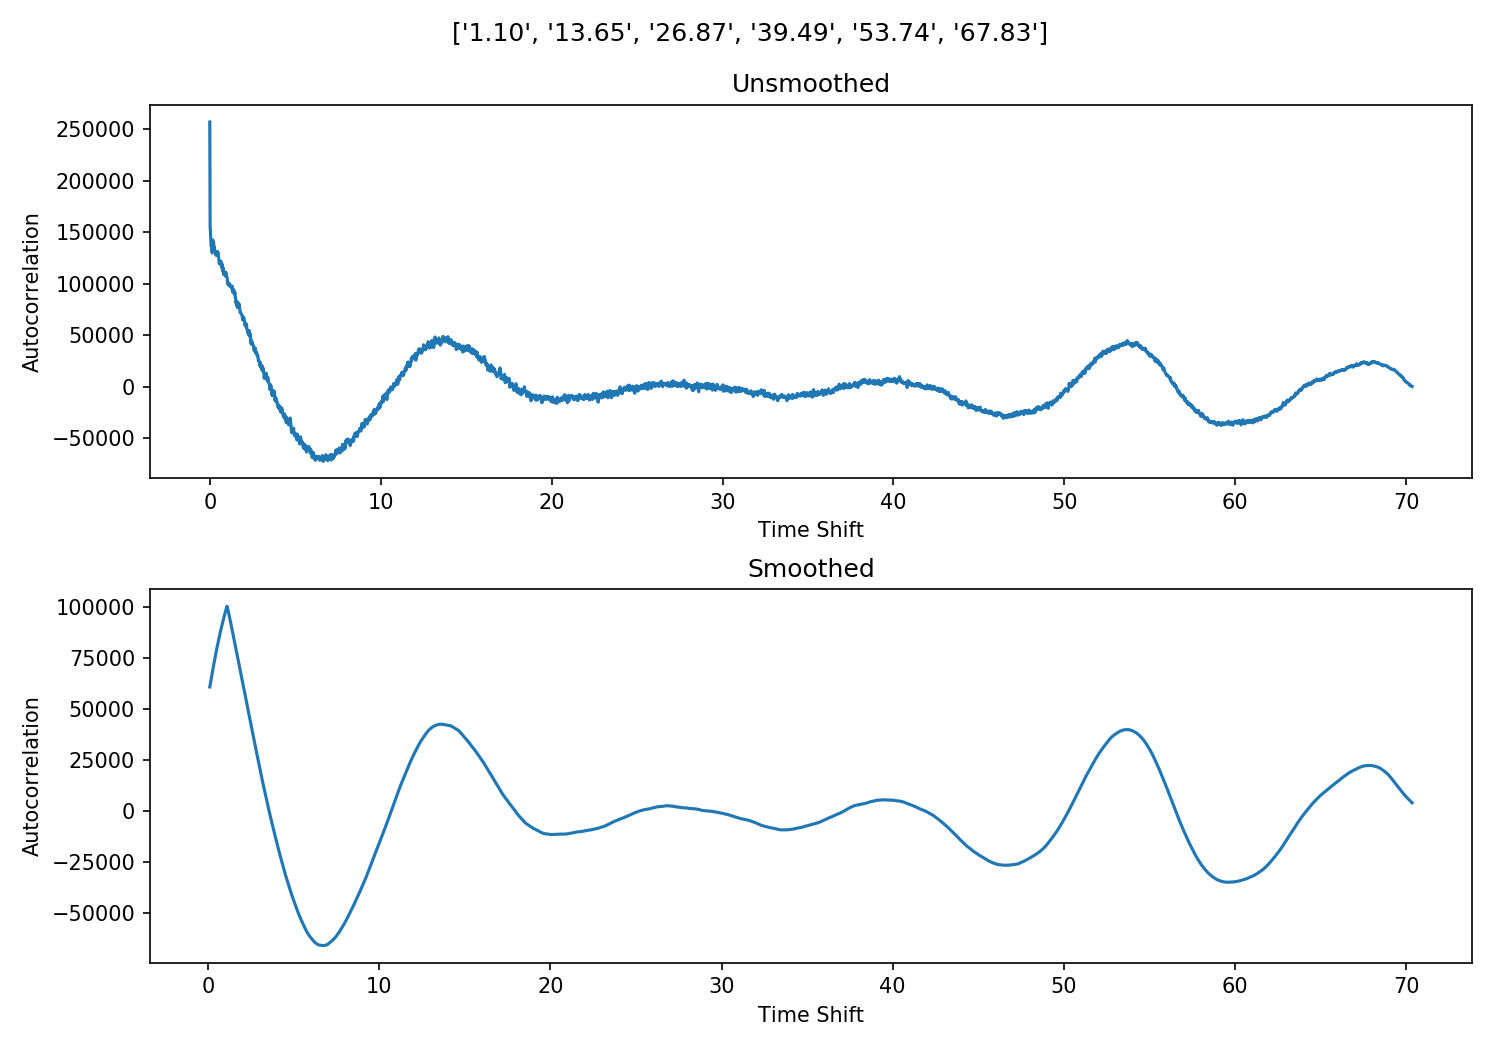 ['1.10', '13.65', '26.87', '39.49', '53.74', '67.83']
Unsmoothed
Autocorrelation
250000
200000
150000
100000
50000
0
−50000
0 10 20 30 40 50 60 70
Time Shift
Smoothed
Autocorrelation
100000
75000
50000
25000
0
−25000
−50000
0 10 20 30 40 50 60 70
Time Shift